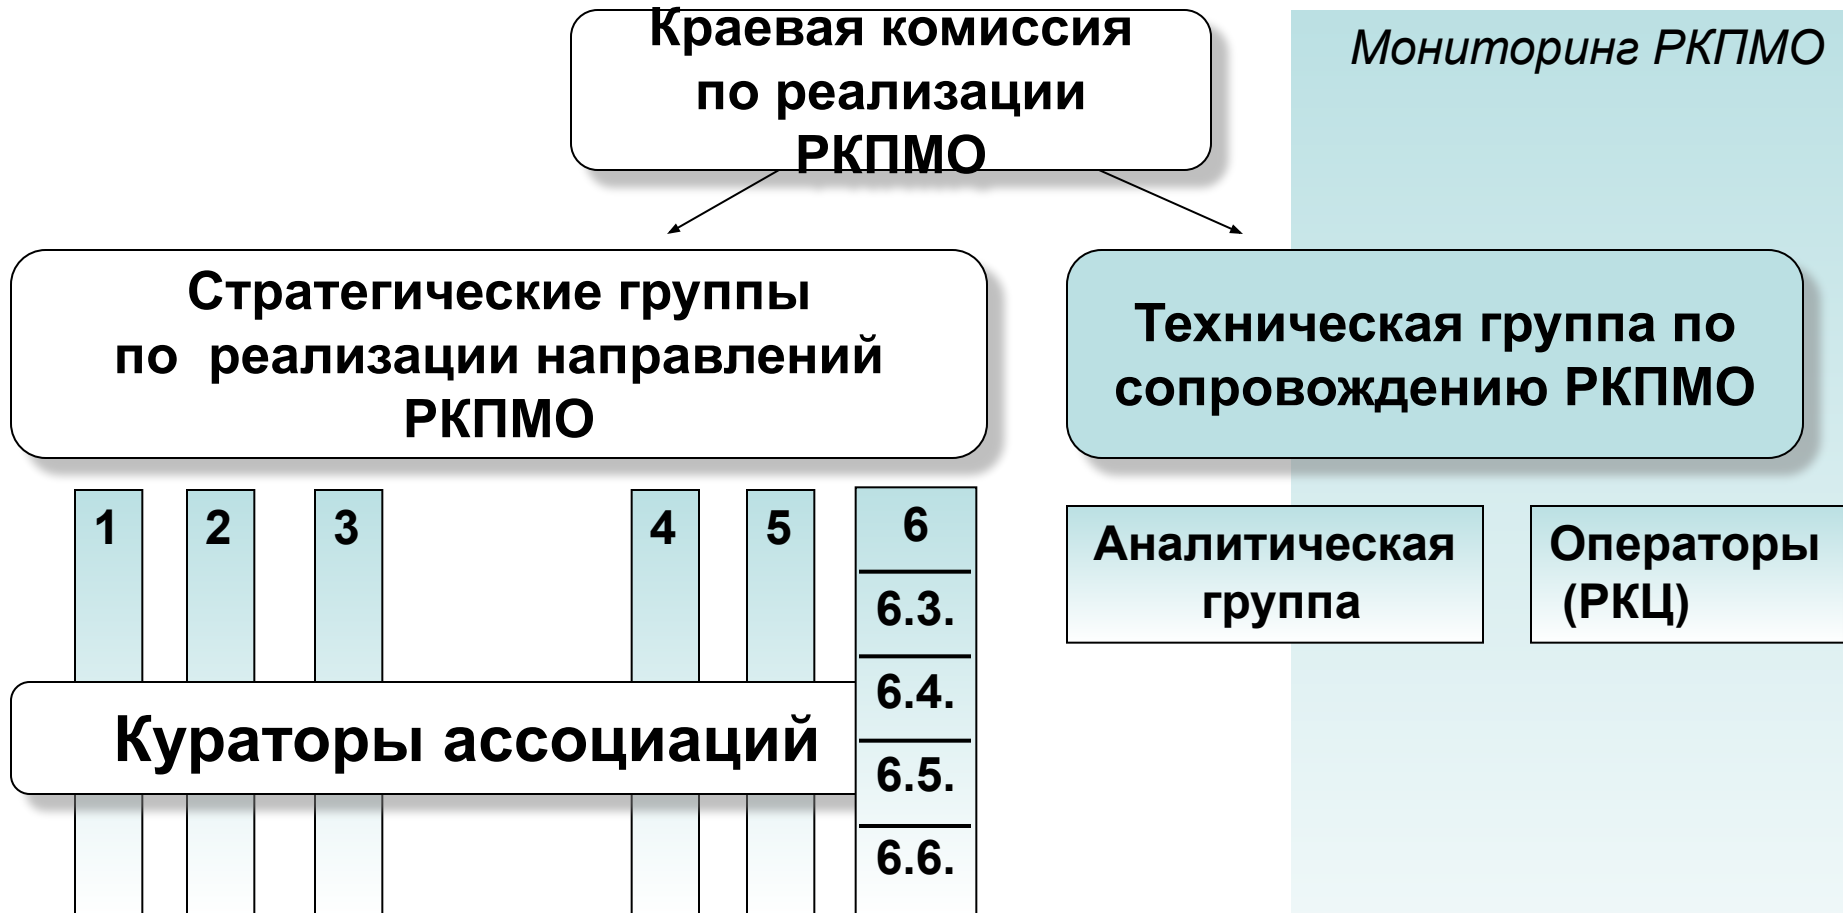 Краевая комиссия
по реализации
РКПМО
Мониторинг РКПМО
Стратегические группы
по реализации направлений
РКПМО
Техническая группа по
сопровождению РКПМО
1
2
3
4
5
6
6.3.
6.4.
6.5.
6.6.
Кураторы ассоциаций
Аналитическая
группа
Операторы
(РКЦ)